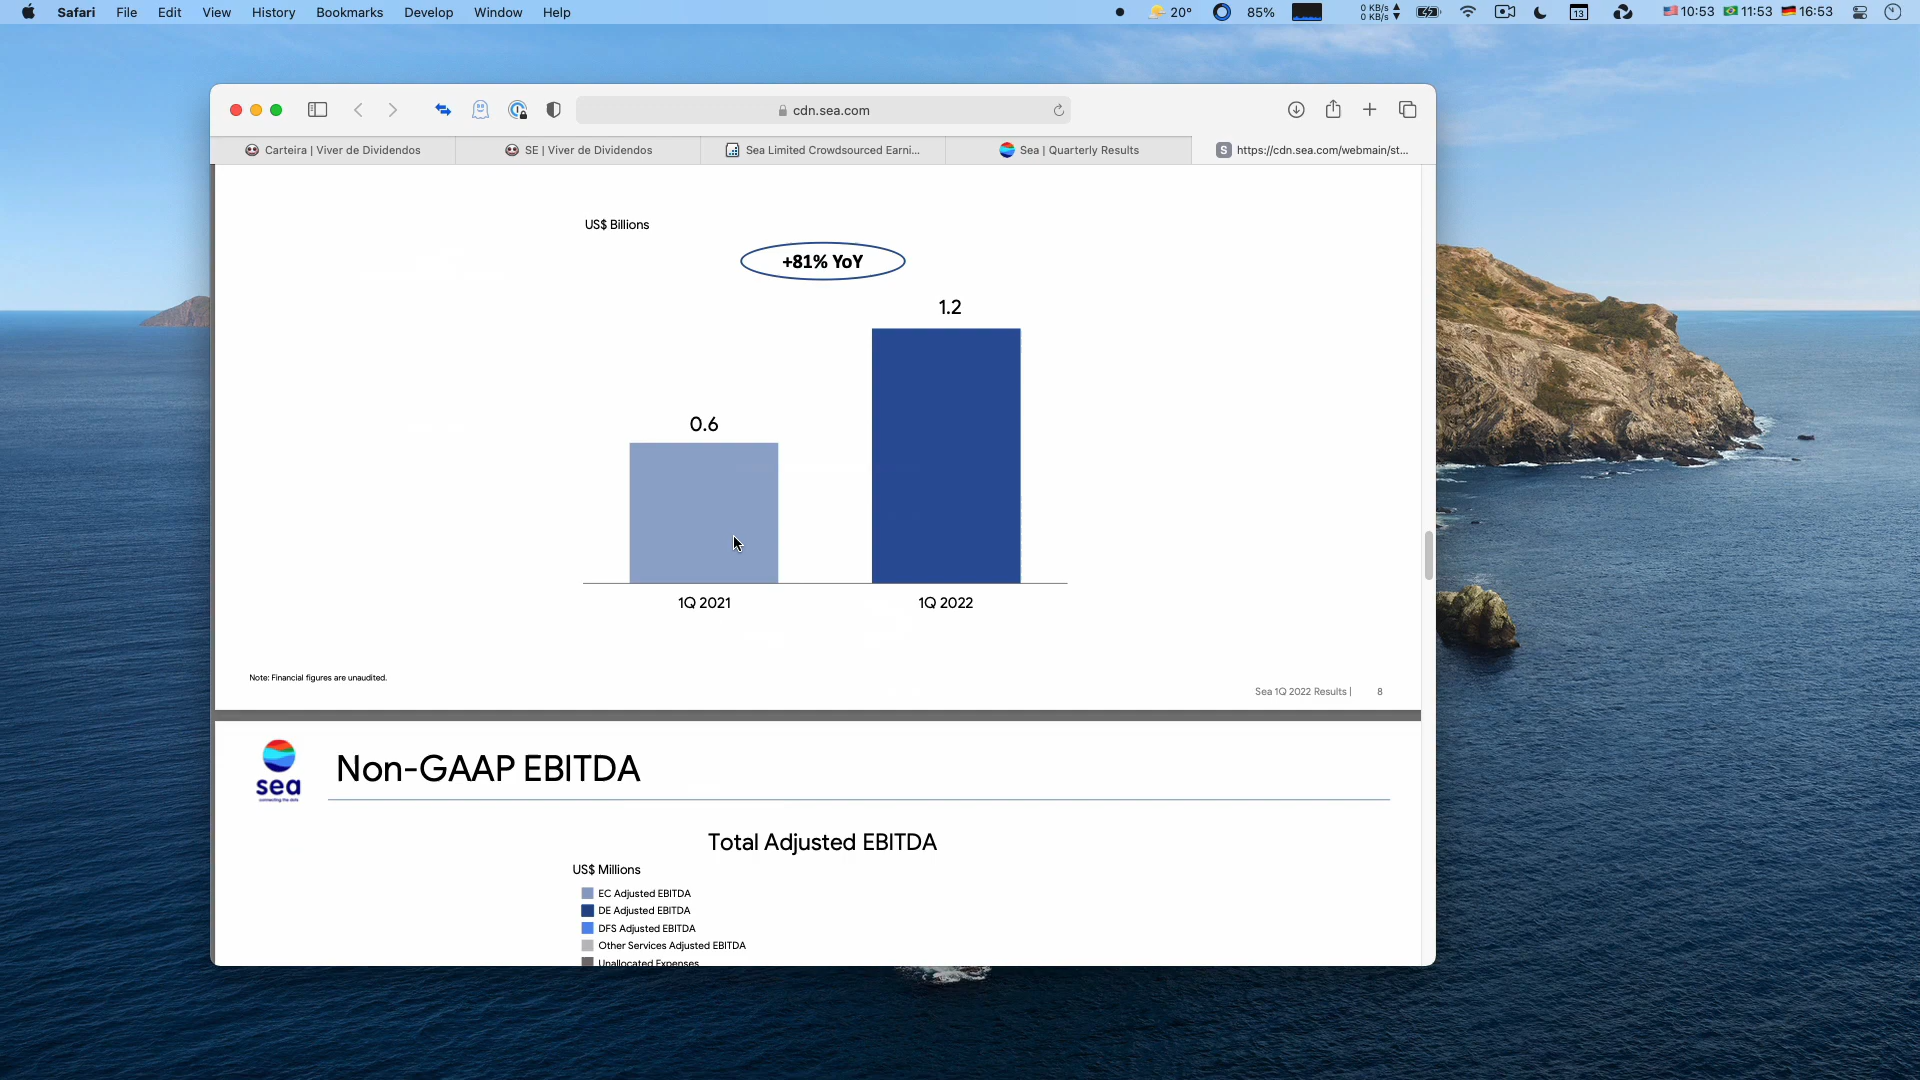 Safari File Edit View History Bookmarks Develop Window Help
20° 85% 0 KB/s 0 KB/s 13 10:53 11:53 16:53
cdn.sea.com
Carteira | Viver de Dividendos
SE | Viver de Dividendos
Sea Limited Crowdsourced Earni...
Sea | Quarterly Results
S https://cdn.sea.com/webmain/st...
US$ Billions
+81% YoY
1.2
0.6
1Q 2021
1Q 2022
Note: Financial figures are unaudited.
Sea 1Q 2022 Results | 8
sea
connecting the dots
Non-GAAP EBITDA
Total Adjusted EBITDA
US$ Millions
EC Adjusted EBITDA
DE Adjusted EBITDA
DFS Adjusted EBITDA
Other Services Adjusted EBITDA
Unallocated Expenses